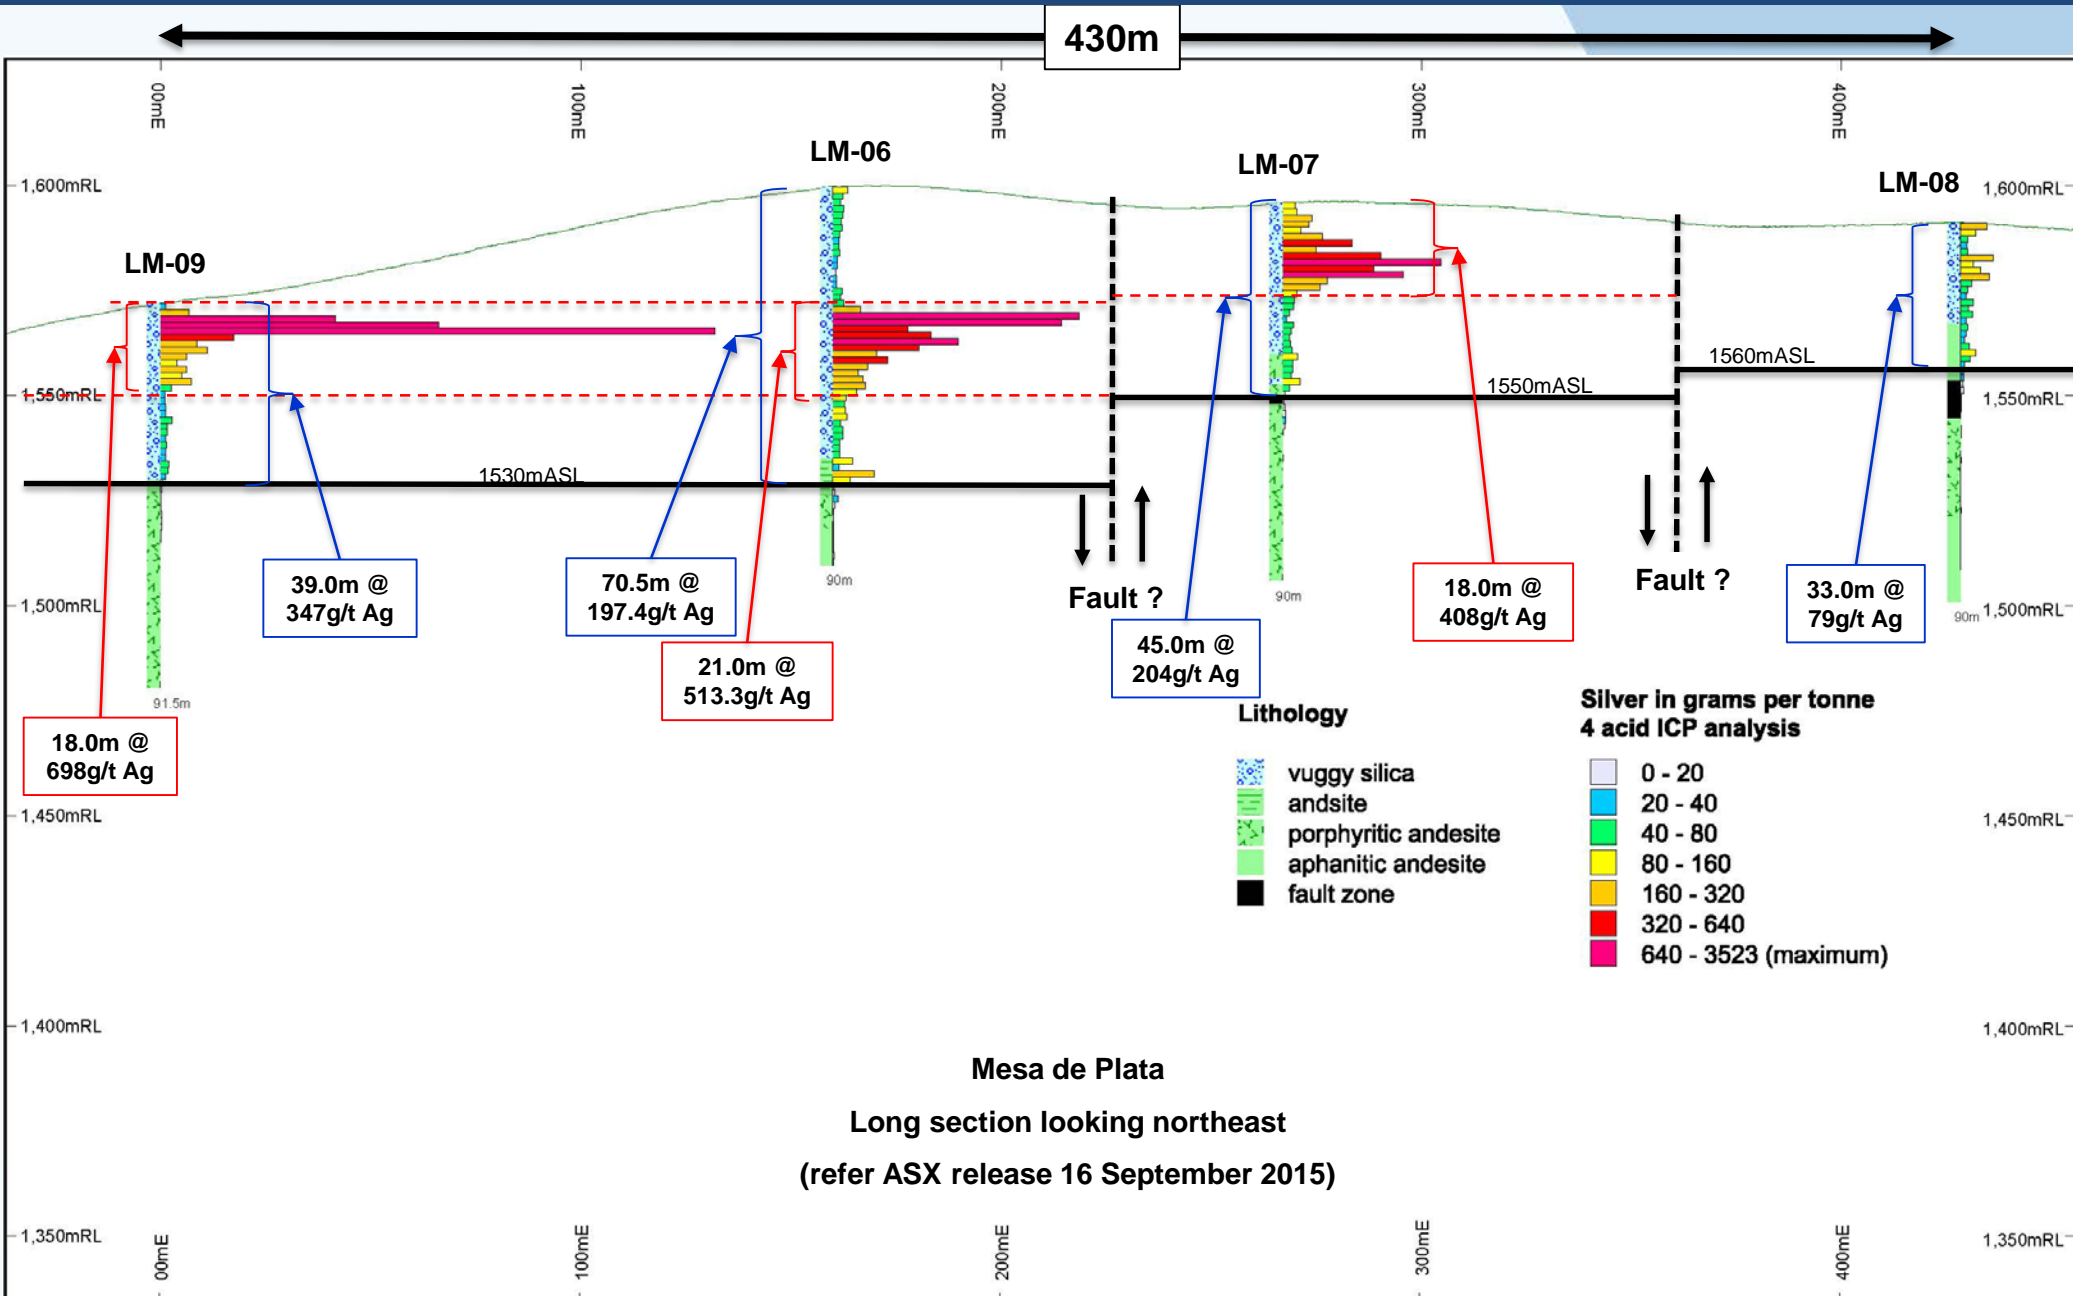 430m
00mE
100mE
200mE
300mE
400mE
LM-06
LM-07
LM-08
LM-09
1,600mRL
1,600mRL
1560mASL
1550mASL
1,550mRL
1,550mRL
1530mASL
90m
90m
90m
91.5m
Fault ?
Fault ?
1,500mRL
1,500mRL
39.0m @
347g/t Ag
70.5m @
197.4g/t Ag
18.0m @
408g/t Ag
33.0m @
79g/t Ag
45.0m @
204g/t Ag
21.0m @
513.3g/t Ag
18.0m @
698g/t Ag
Lithology
vuggy silica
andsite
porphyritic andesite
aphanitic andesite
fault zone
Silver in grams per tonne
4 acid ICP analysis
0 - 20
20 - 40
40 - 80
80 - 160
160 - 320
320 - 640
640 - 3523 (maximum)
1,450mRL
1,450mRL
1,400mRL
1,400mRL
Mesa de Plata
Long section looking northeast
(refer ASX release 16 September 2015)
1,350mRL
1,350mRL
00mE
100mE
200mE
300mE
400mE